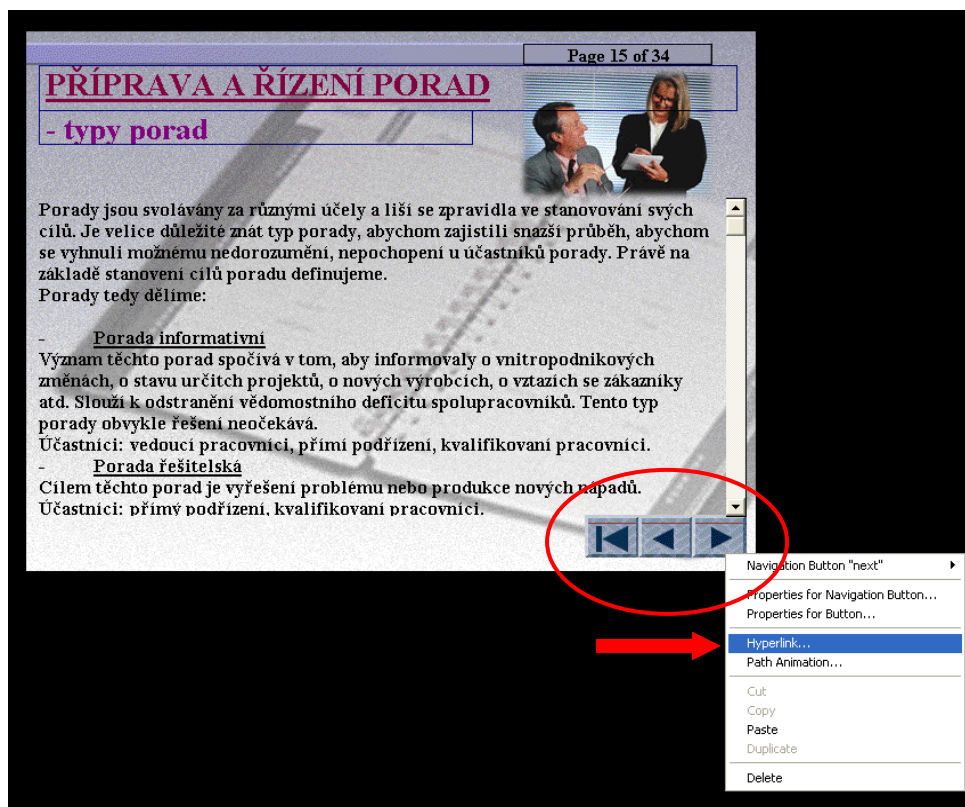 Page 15 of 34
PŘÍPRAVA A ŘÍZENÍ PORAD
- typy porad
Porady jsou svolávány za různými účely a liší se zpravidla ve stanovování svých
cílů. Je velice důležité znát typ porady, abychom zajistili snazší průběh, abychom
se vyhnuli možnému nedorozumění, nepochopení u účastníků porady. Právě na
základě stanovení cílů poradu definujeme.
Porady tedy dělíme:
- Porada informativní
Význam těchto porad spočívá v tom, aby informovaly o vnitropodnikových
změnách, o stavu určitch projektů, o nových výrobcích, o vztazích se zákazníky
atd. Slouží k odstranění vědomostního deficitu spolupracovníků. Tento typ
porady obvykle řešení neočekává.
Účastníci: vedoucí pracovníci, přímí podřízení, kvalifikovaní pracovníci.
- Porada řešitelská
Cílem těchto porad je vyřešení problému nebo produkce nových nápadů.
Účastníci: přímý podřízení, kvalifikovaní pracovníci.
Navigation Button "next"
Properties for Navigation Button...
Properties for Button...
Hyperlink...
Path Animation...
Cut
Copy
Paste
Duplicate
Delete